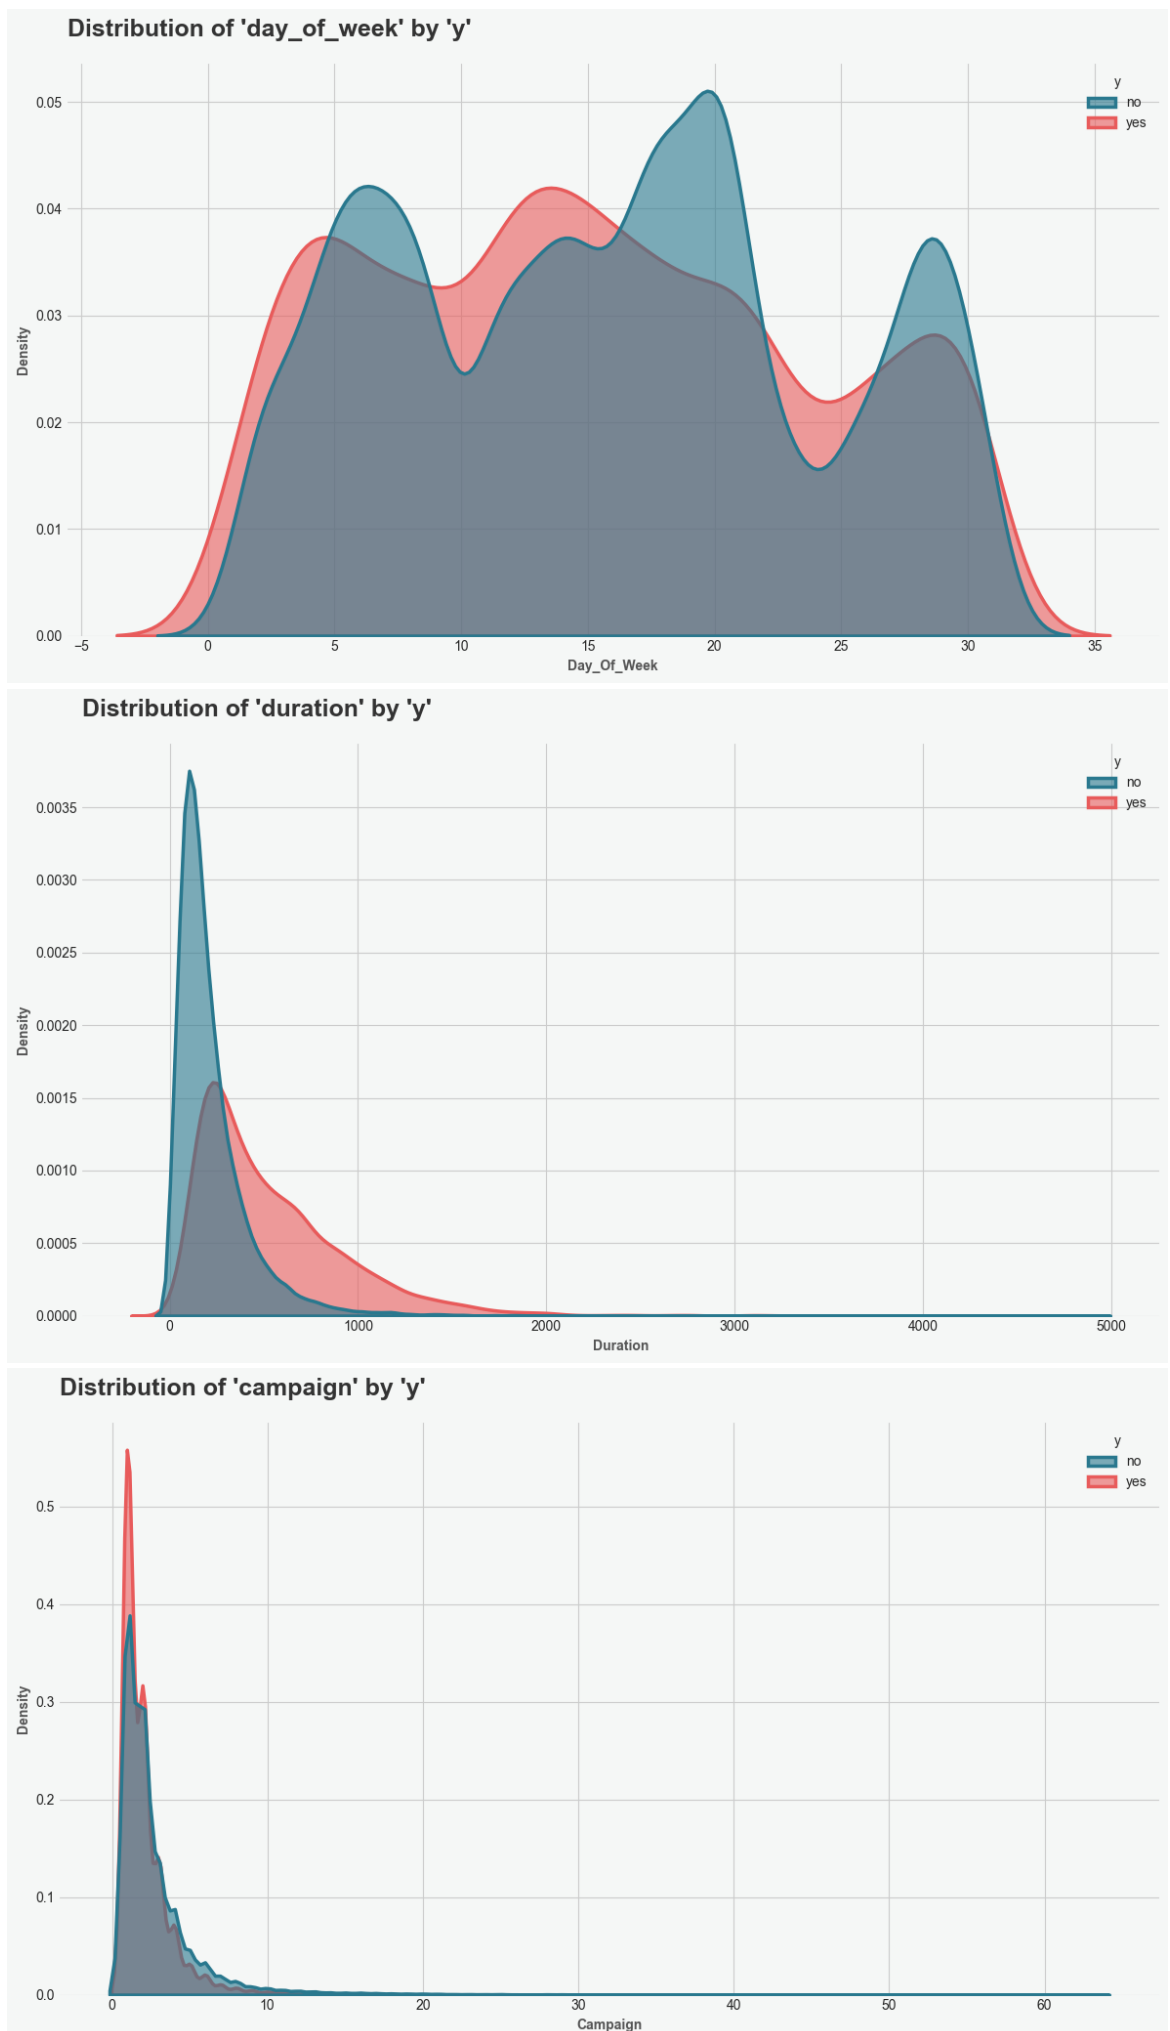 Distribution of 'day_of_week' by 'y'
y
no
yes
0.05
0.04
0.03
0.02
0.01
0.00
Density
−5 0 5 10 15 20 25 30 35
Day_Of_Week
Distribution of 'duration' by 'y'
y
no
yes
0.0035
0.0030
0.0025
0.0020
0.0015
0.0010
0.0005
0.0000
Density
0 1000 2000 3000 4000 5000
Duration
Distribution of 'campaign' by 'y'
y
no
yes
0.5
0.4
0.3
0.2
0.1
0.0
Density
0 10 20 30 40 50 60
Campaign